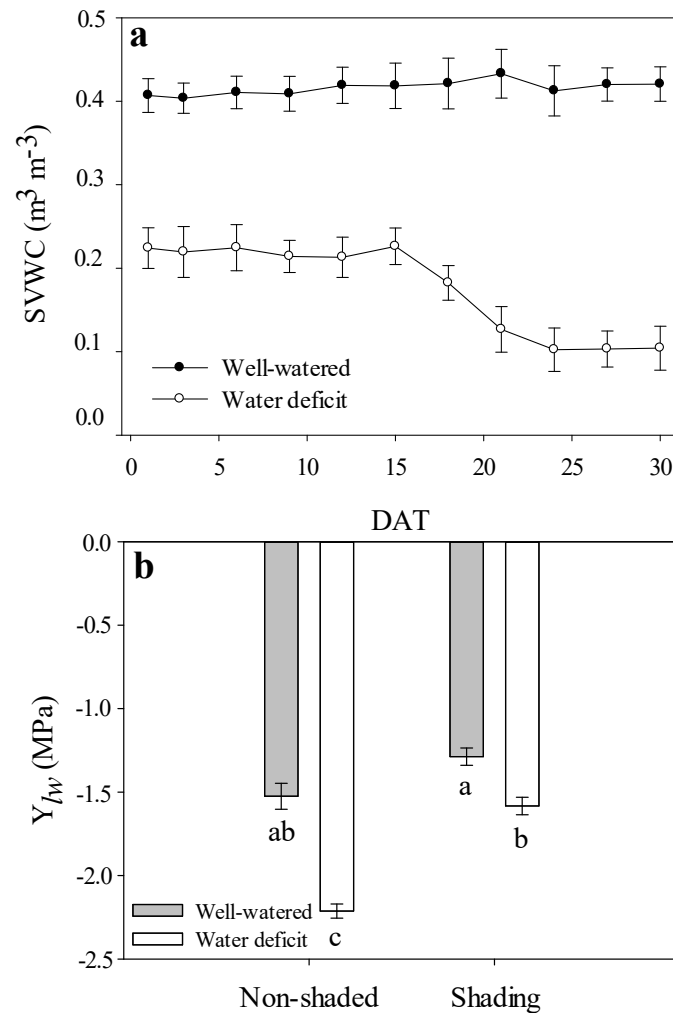 a
0.5
0.4
0.3
0.2
0.1
0.0
SVWC (m³ m⁻³)
Well-watered
Water deficit
0 5 10 15 20 25 30
DAT
b
0.0
-0.5
-1.0
-1.5
-2.0
-2.5
Y lw (MPa)
ab
c
a
b
Well-watered
Water deficit
Non-shaded Shading